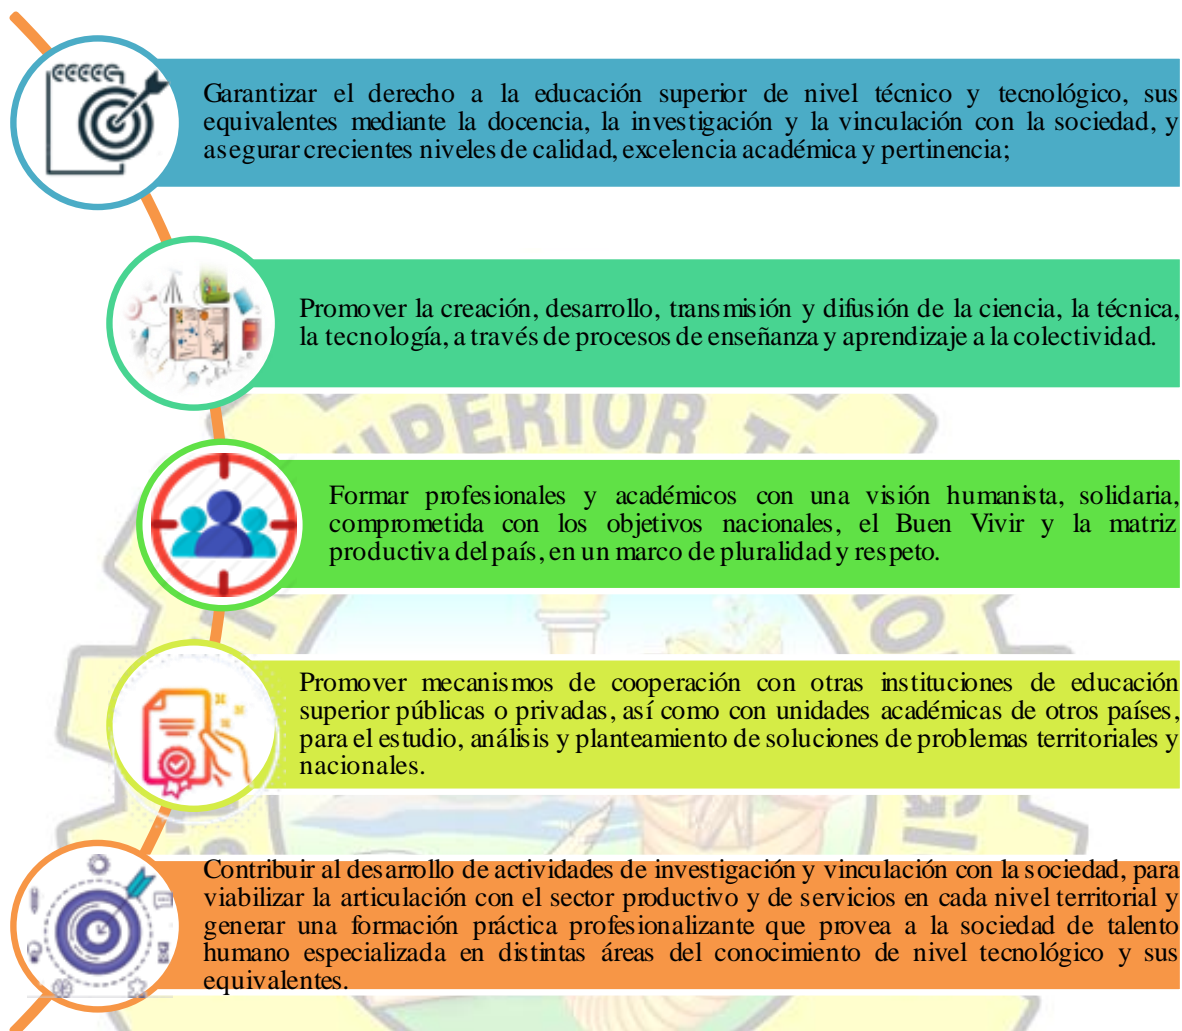 Garantizar el derecho a la educación superior de nivel técnico y tecnológico, sus
equivalentes mediante la docencia, la investigación y la vinculación con la sociedad, y
asegurar crecientes niveles de calidad, excelencia académica y pertinencia;
Promover la creación, desarrollo, transmisión y difusión de la ciencia, la técnica,
la tecnología, a través de procesos de enseñanza y aprendizaje a la colectividad.
SUPERIOR T
Formar profesionales y académicos con una visión humanista, solidaria,
comprometida con los objetivos nacionales, el Buen Vivir y la matriz
productiva del país, en un marco de pluralidad y respeto.
Promover mecanismos de cooperación con otras instituciones de educación
superior públicas o privadas, así como con unidades académicas de otros países,
para el estudio, análisis y planteamiento de soluciones de problemas territoriales y
nacionales.
Contribuir al desarrollo de actividades de investigación y vinculación con la sociedad, para
viabilizar la articulación con el sector productivo y de servicios en cada nivel territorial y
generar una formación práctica profesionalizante que provea a la sociedad de talento
humano especializada en distintas áreas del conocimiento de nivel tecnológico y sus
equivalentes.